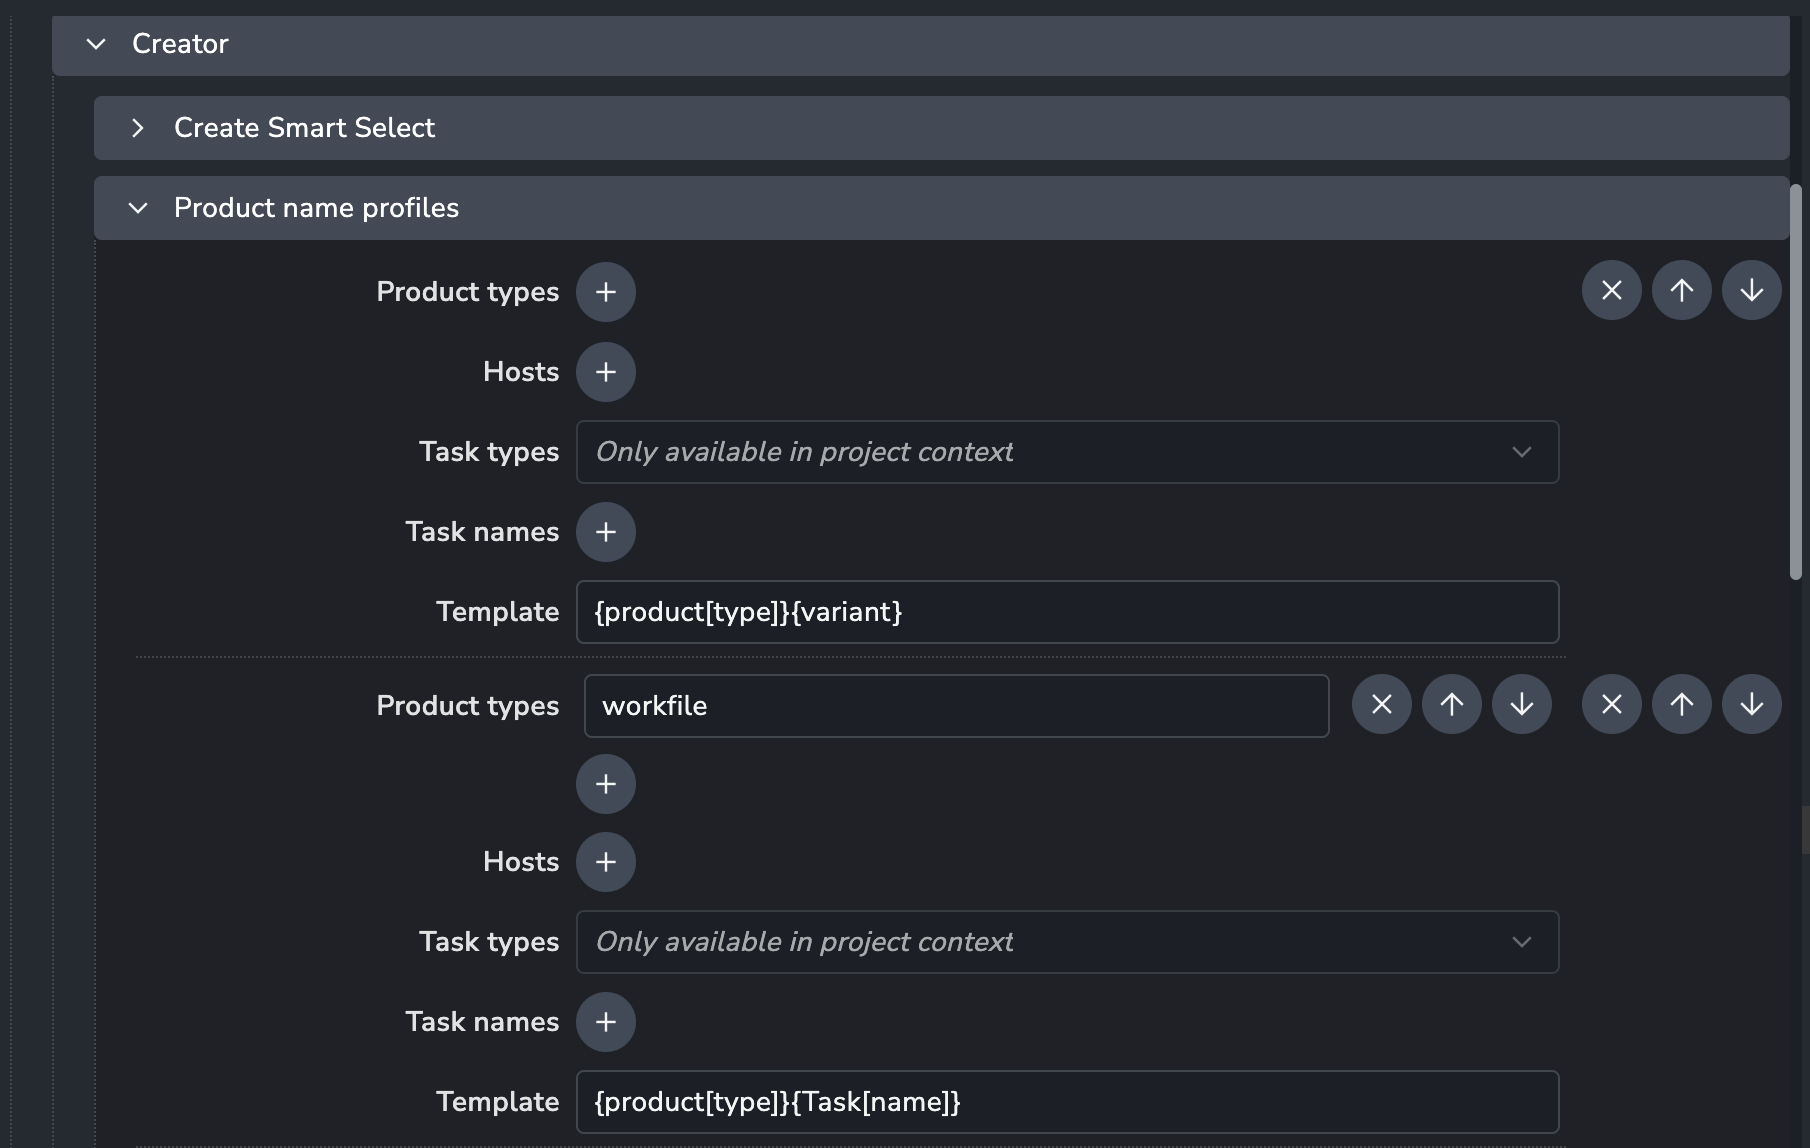 Creator
Create Smart Select
Product name profiles
Product types
Hosts
Task types Only available in project context
Task names
Template {product[type]}{variant}
Product types workfile
Hosts
Task types Only available in project context
Task names
Template {product[type]}{Task[name]}